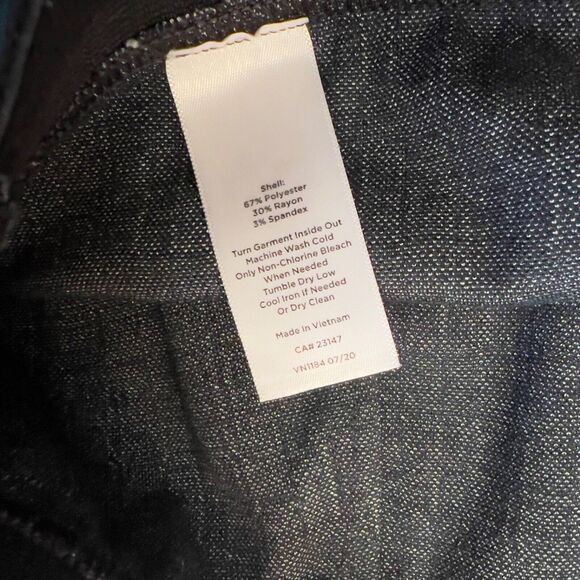 Shell:
67% Polyester
30% Rayon
3% Spandex
Turn Garment Inside Out
Machine Wash Cold
Only Non-Chlorine Bleach
When Needed
Tumble Dry Low
Cool Iron if Needed
Or Dry Clean
Made in Vietnam
CA# 23147
VN1184 07/20